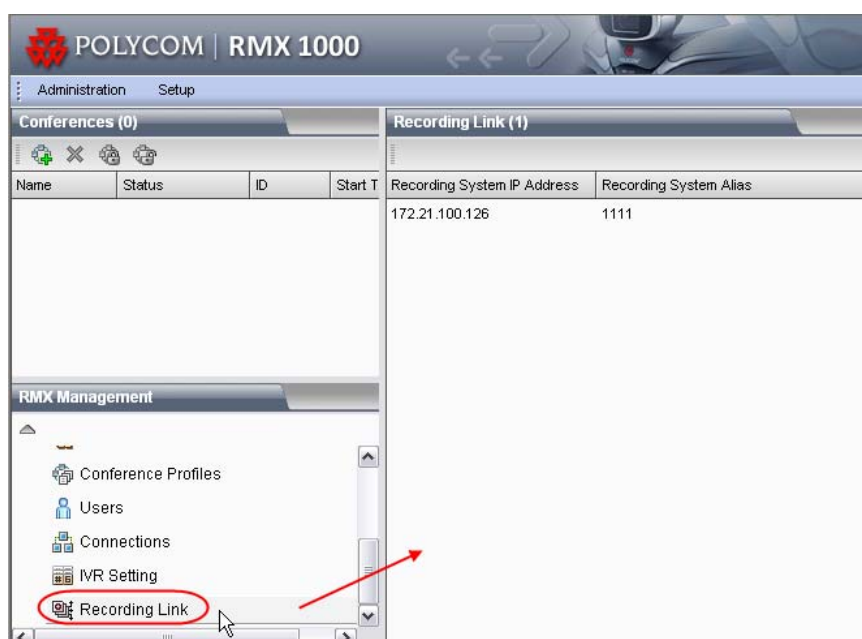 POLYCOM | RMX 1000
Administration Setup
Conferences (0)
Name Status ID Start T
RMX Management
Conference Profiles
Users
Connections
IVR Setting
Recording Link
Recording Link (1)
Recording System IP Address Recording System Alias
172.21.100.126 1111